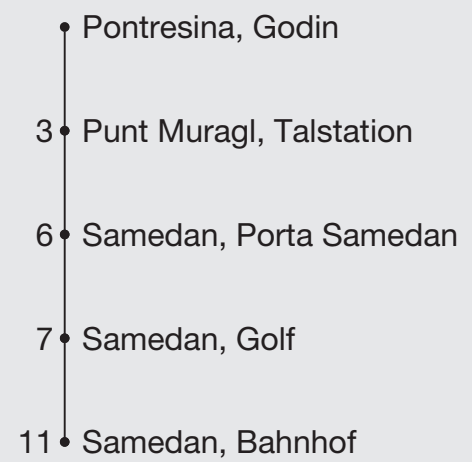 Pontresina, Godin
3 Punt Muragl, Talstation
6 Samedan, Porta Samedan
7 Samedan, Golf
11 Samedan, Bahnhof